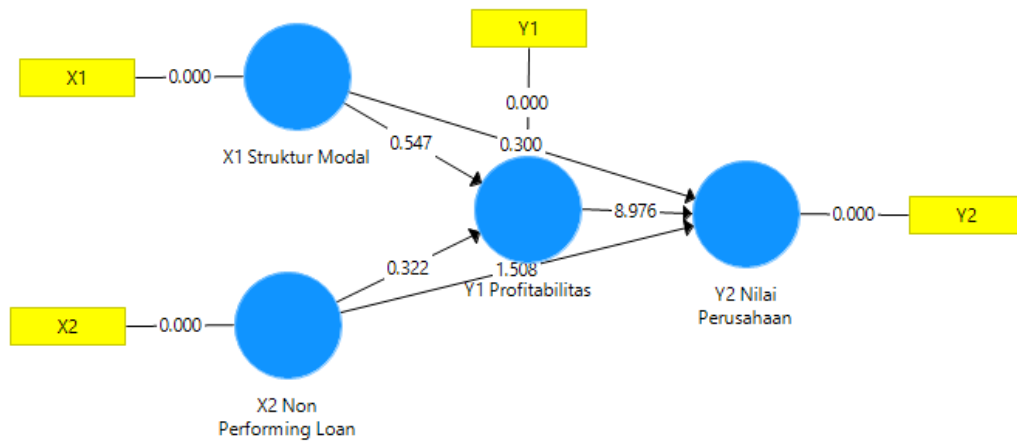 Y1
X1
0.000
0.000
X1 Struktur Modal
0.547
0.300
8.976
0.000
Y2
0.322
1.508
Y1 Profitabilitas
Y2 Nilai
Perusahaan
X2
0.000
X2 Non
Performing Loan